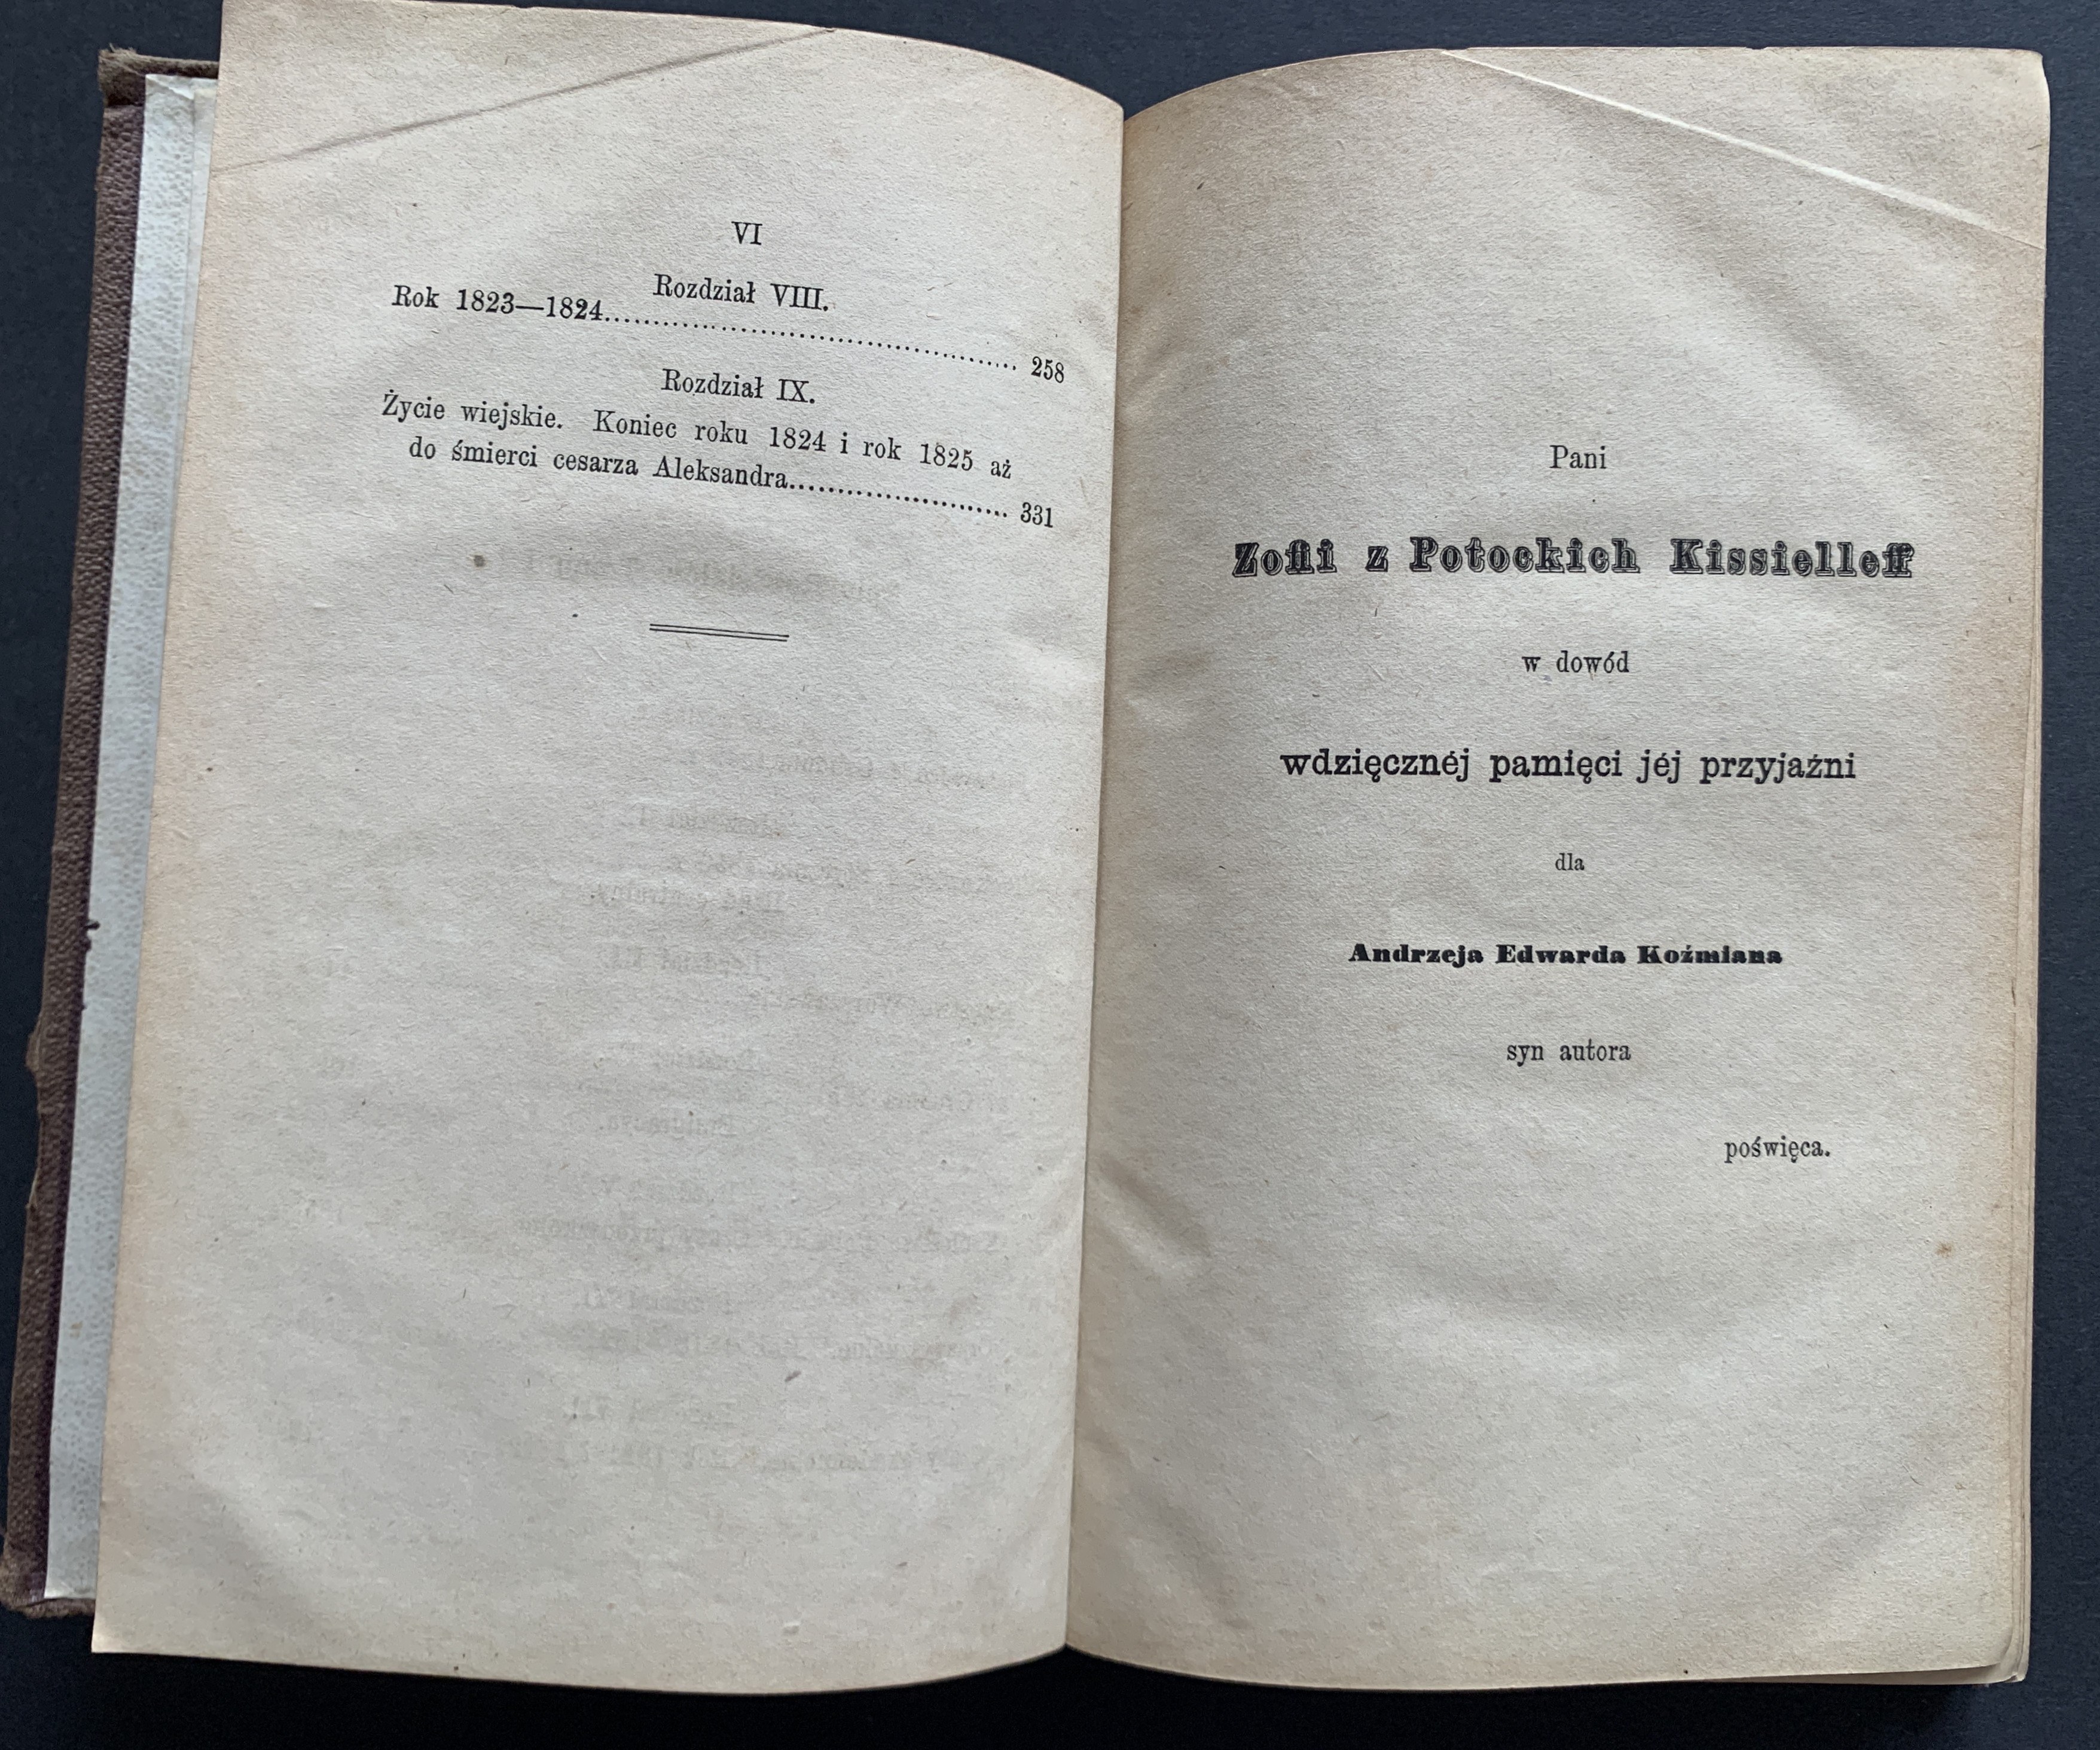 VI
Rozdział VIII.
Rok 1823—1824........................................ 258
Rozdział IX.
Życie wiejskie. Koniec roku 1824 i rok 1825 aż
do śmierci cesarza Aleksandra........................ 331
Pani
Zofii z Potockich Kissielleff
w dowód
wdzięcznéj pamięci jéj przyjaźni
dla
Andrzeja Edwarda Koźmiana
syn autora
poświęca.